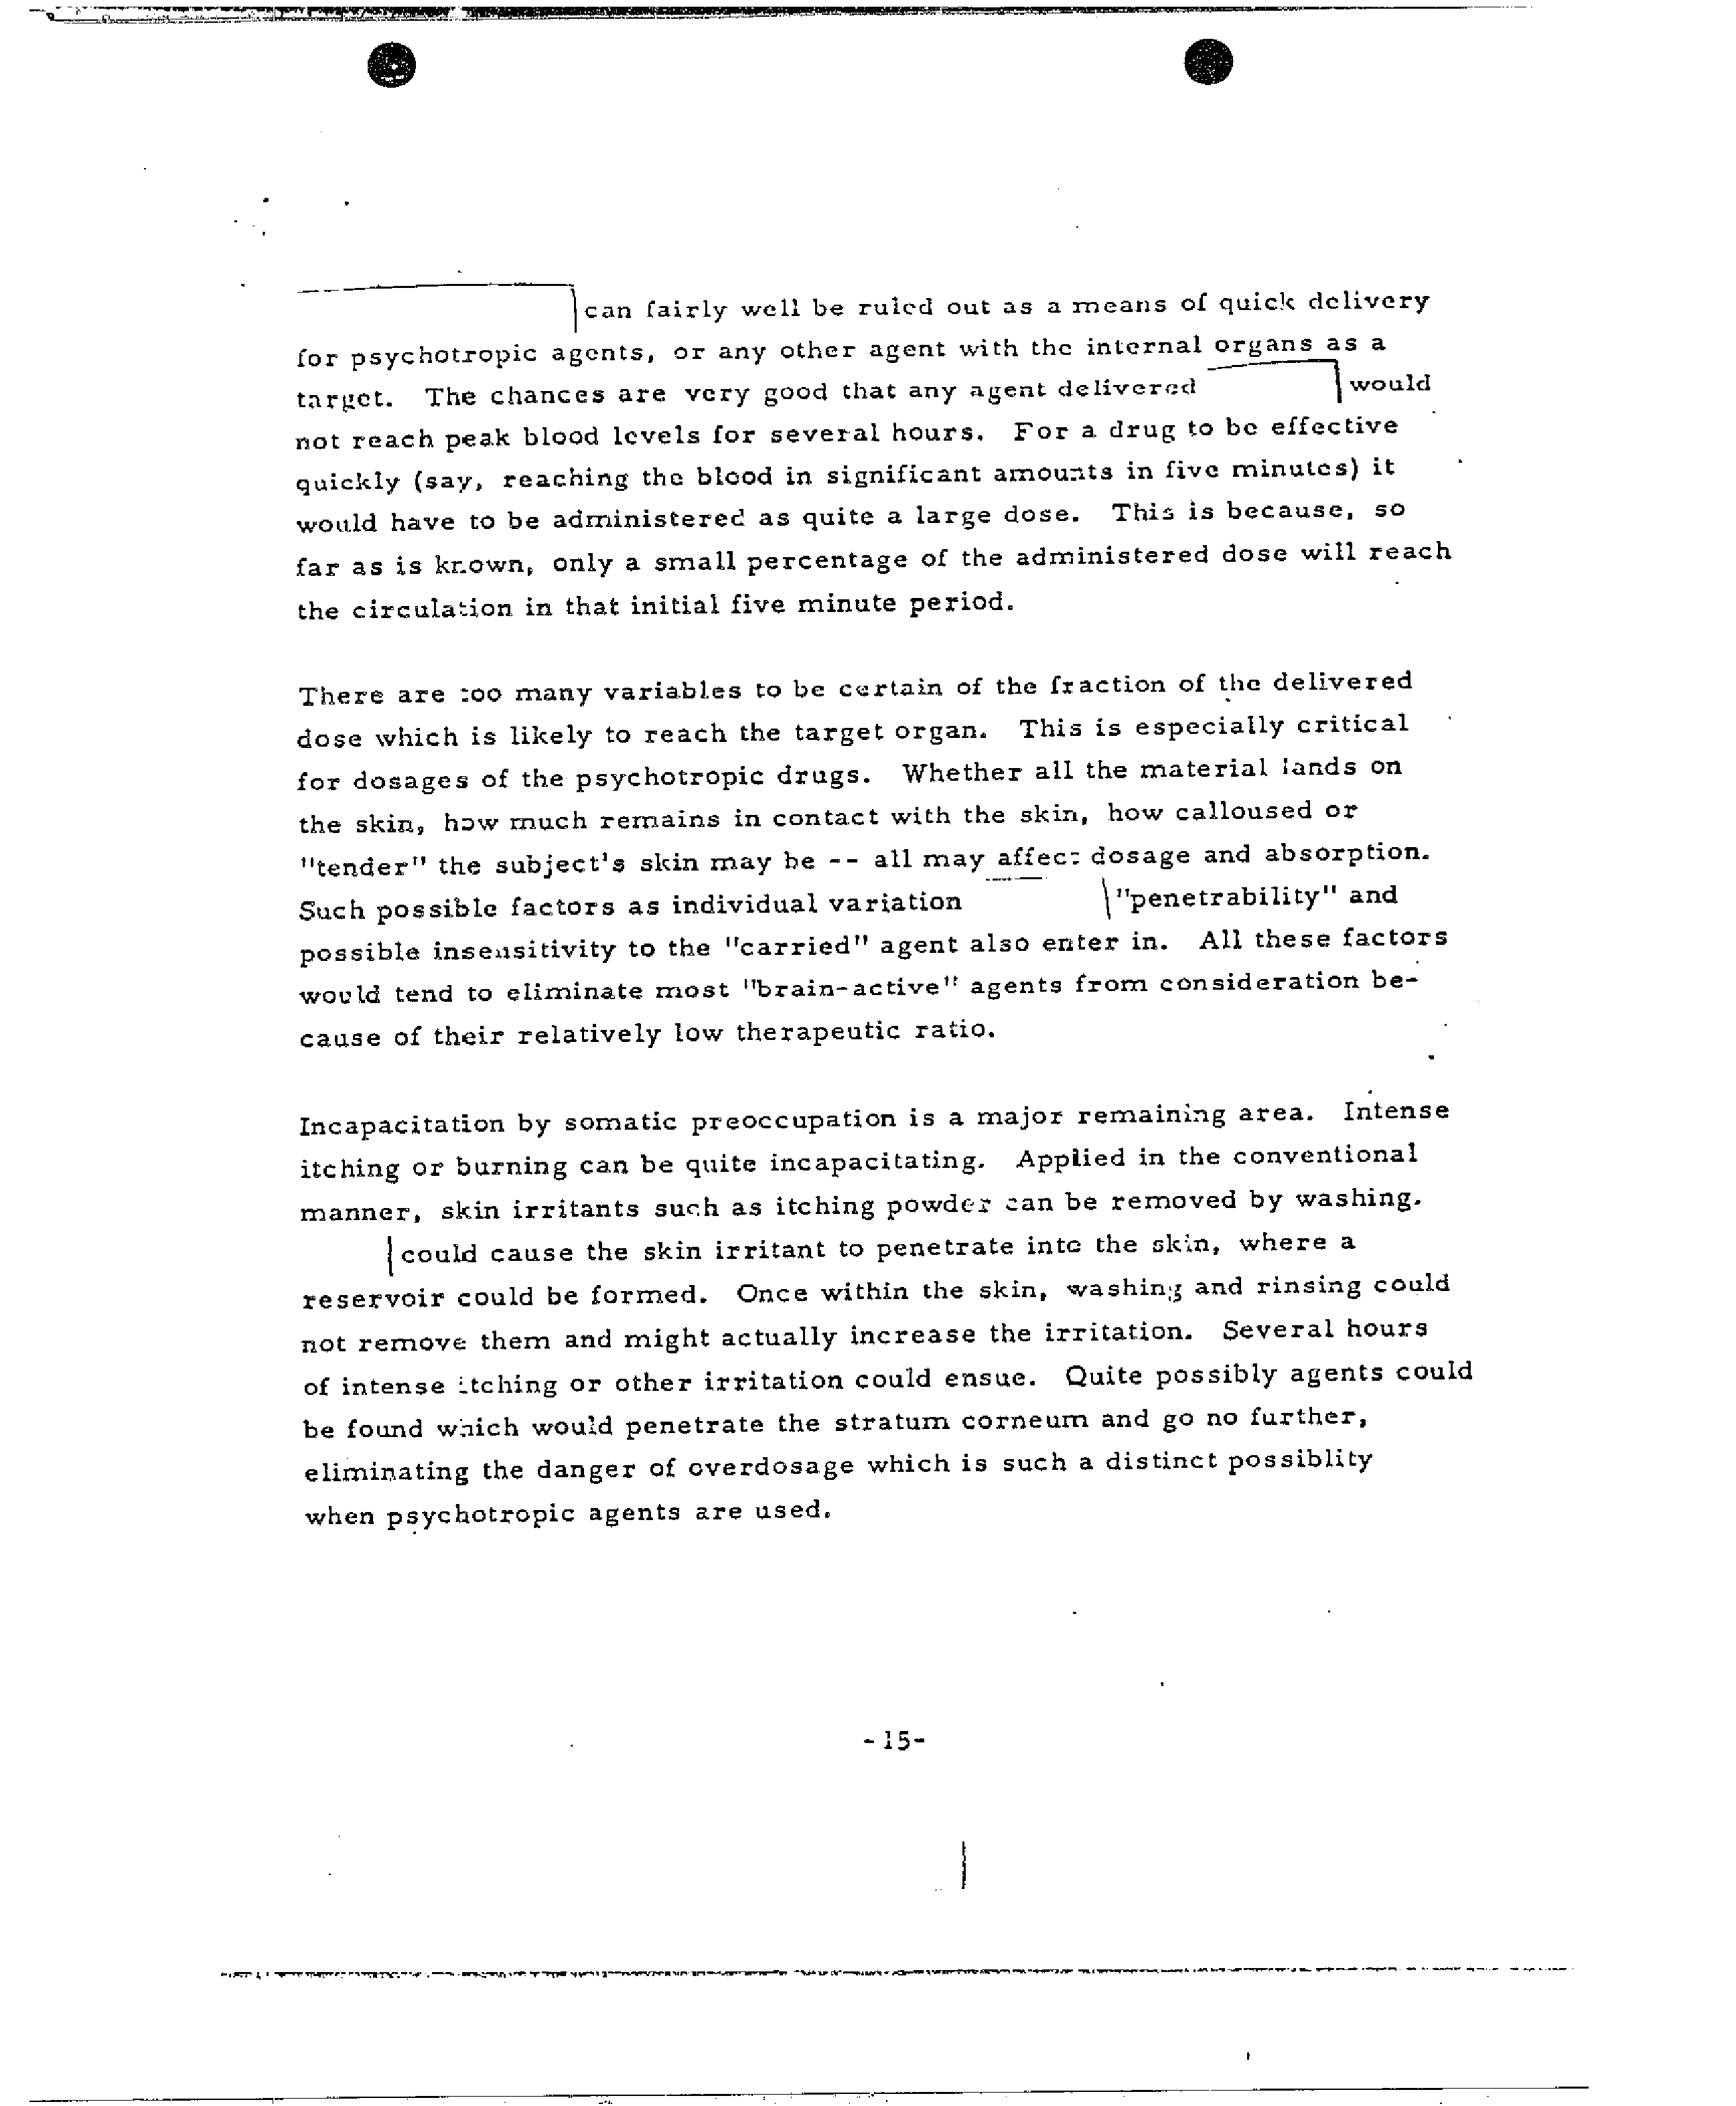 can fairly well be ruled out as a means of quick delivery
for psychotropic agents, or any other agent with the internal organs as a
target. The chances are very good that any agent delivered would
not reach peak blood levels for several hours. For a drug to be effective
quickly (say, reaching the blood in significant amounts in five minutes) it
would have to be administered as quite a large dose. This is because, so
far as is known, only a small percentage of the administered dose will reach
the circulation in that initial five minute period.
There are too many variables to be certain of the fraction of the delivered
dose which is likely to reach the target organ. This is especially critical
for dosages of the psychotropic drugs. Whether all the material lands on
the skin, how much remains in contact with the skin, how calloused or
"tender" the subject's skin may be -- all may affect dosage and absorption.
Such possible factors as individual variation "penetrability" and
possible insensitivity to the "carried" agent also enter in. All these factors
would tend to eliminate most "brain-active" agents from consideration be-
cause of their relatively low therapeutic ratio.
Incapacitation by somatic preoccupation is a major remaining area. Intense
itching or burning can be quite incapacitating. Applied in the conventional
manner, skin irritants such as itching powder can be removed by washing.
could cause the skin irritant to penetrate into the skin, where a
reservoir could be formed. Once within the skin, washing and rinsing could
not remove them and might actually increase the irritation. Several hours
of intense itching or other irritation could ensue. Quite possibly agents could
be found which would penetrate the stratum corneum and go no further,
eliminating the danger of overdosage which is such a distinct possiblity
when psychotropic agents are used.
-15-